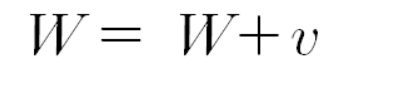 W = W + v